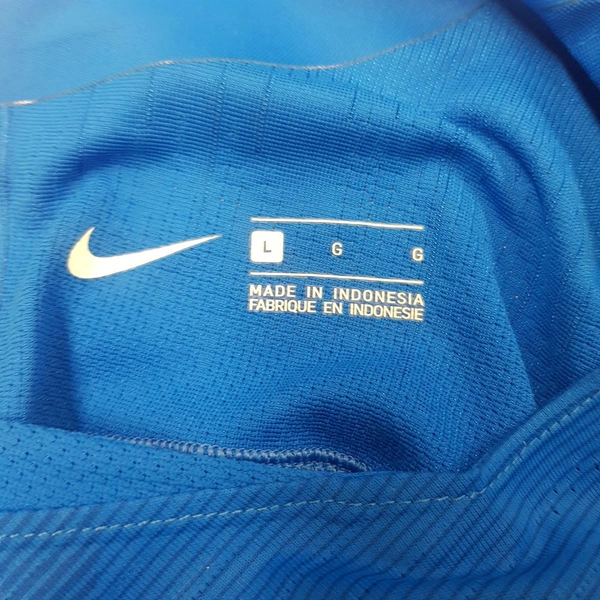 L G G
MADE IN INDONESIA
FABRIQUE EN INDONESIE